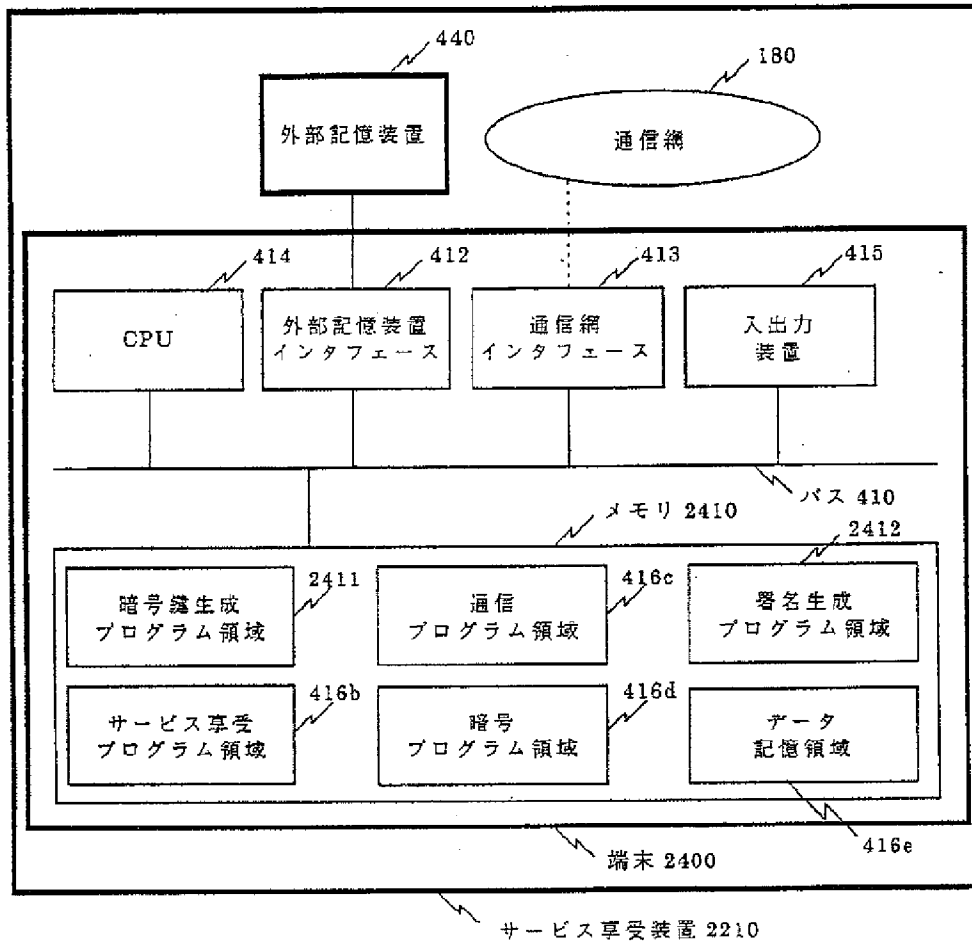 440
180
外部記憶装置
通信網
414
412
413
415
CPU
外部記憶装置
インタフェース
通信網
インタフェース
入出力
装置
バス 410
メモリ 2410
2412
2411
416c
暗号鍵生成
プログラム領域
通信
プログラム領域
署名生成
プログラム領域
416b
416d
サービス享受
プログラム領域
暗号
プログラム領域
データ
記憶領域
416e
端末 2400
サービス享受装置 2210